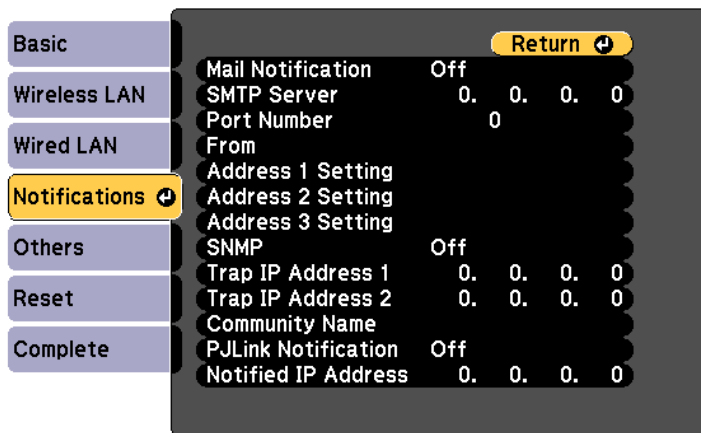 Basic
Wireless LAN
Wired LAN
Notifications
Others
Reset
Complete
Return
Mail Notification Off
SMTP Server 0. 0. 0. 0
Port Number 0
From
Address 1 Setting
Address 2 Setting
Address 3 Setting
SNMP Off
Trap IP Address 1 0. 0. 0. 0
Trap IP Address 2 0. 0. 0. 0
Community Name
PJLink Notification Off
Notified IP Address 0. 0. 0. 0